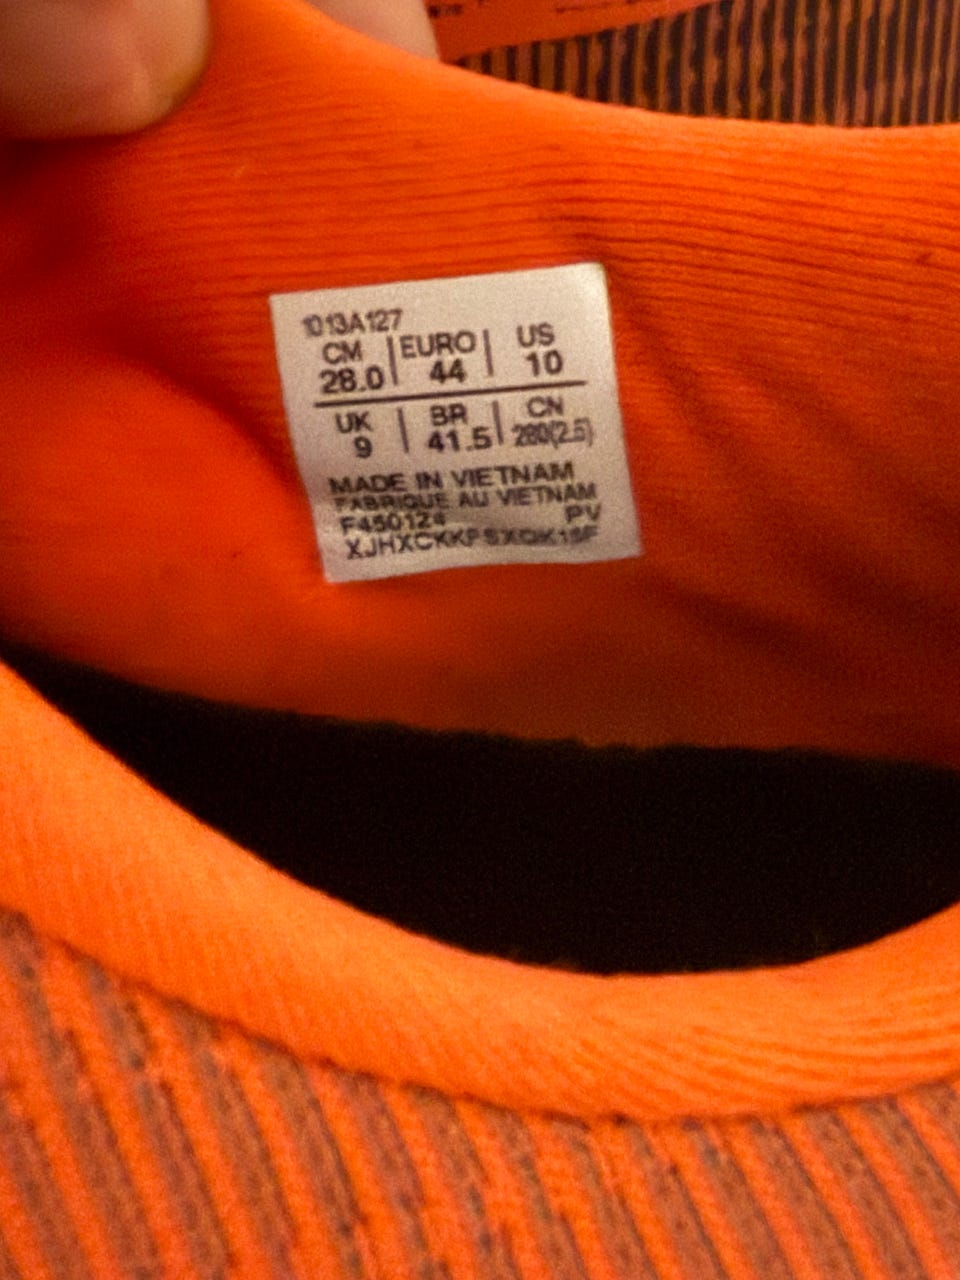 1013A127
CM | EURO | US
28.0 | 44 | 10
UK | BR | CN
9 | 41.5 | 280(2.5)
MADE IN VIETNAM
FABRIQUE AU VIETNAM
F450124 PV